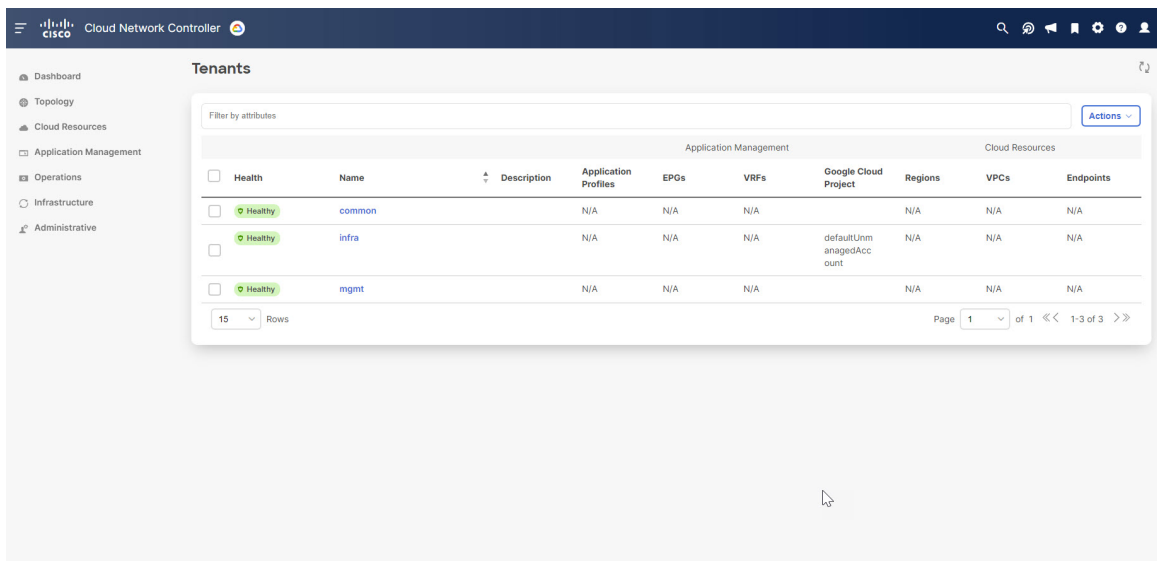 CISCO Cloud Network Controller
Dashboard
Topology
Cloud Resources
Application Management
Operations
Infrastructure
Administrative
Tenants
Filter by attributes
Actions
Application Management Cloud Resources
Health Name Description Application Profiles EPGs VRFs Google Cloud Project Regions VPCs Endpoints
Healthy common N/A N/A N/A N/A N/A N/A
Healthy infra N/A N/A N/A defaultUnm N/A N/A N/A
anagedAcc
ount
Healthy mgmt N/A N/A N/A N/A N/A N/A
15 Rows Page 1 of 1 1-3 of 3